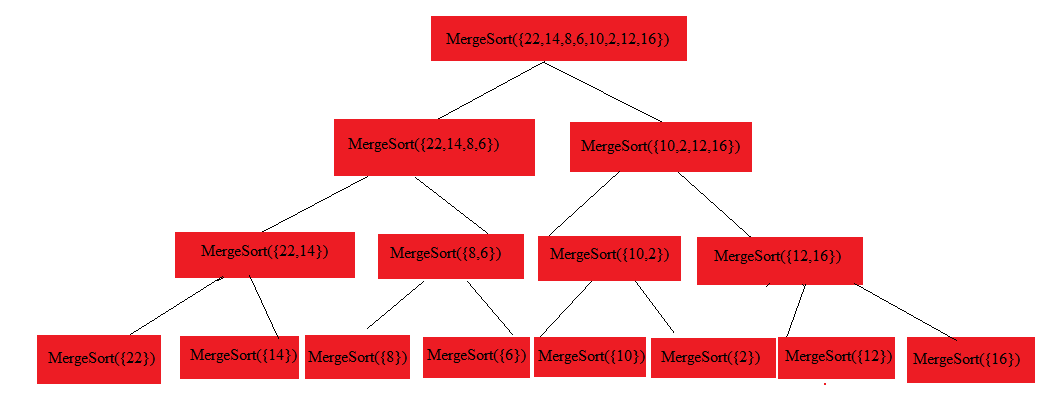 MergeSort({22,14,8,6,10,2,12,16})
MergeSort({22,14,8,6})
MergeSort({10,2,12,16})
MergeSort({22,14})
MergeSort({8,6})
MergeSort({10,2})
MergeSort({12,16})
MergeSort({22})
MergeSort({14})
MergeSort({8})
MergeSort({6})
MergeSort({10})
MergeSort({2})
MergeSort({12})
MergeSort({16})